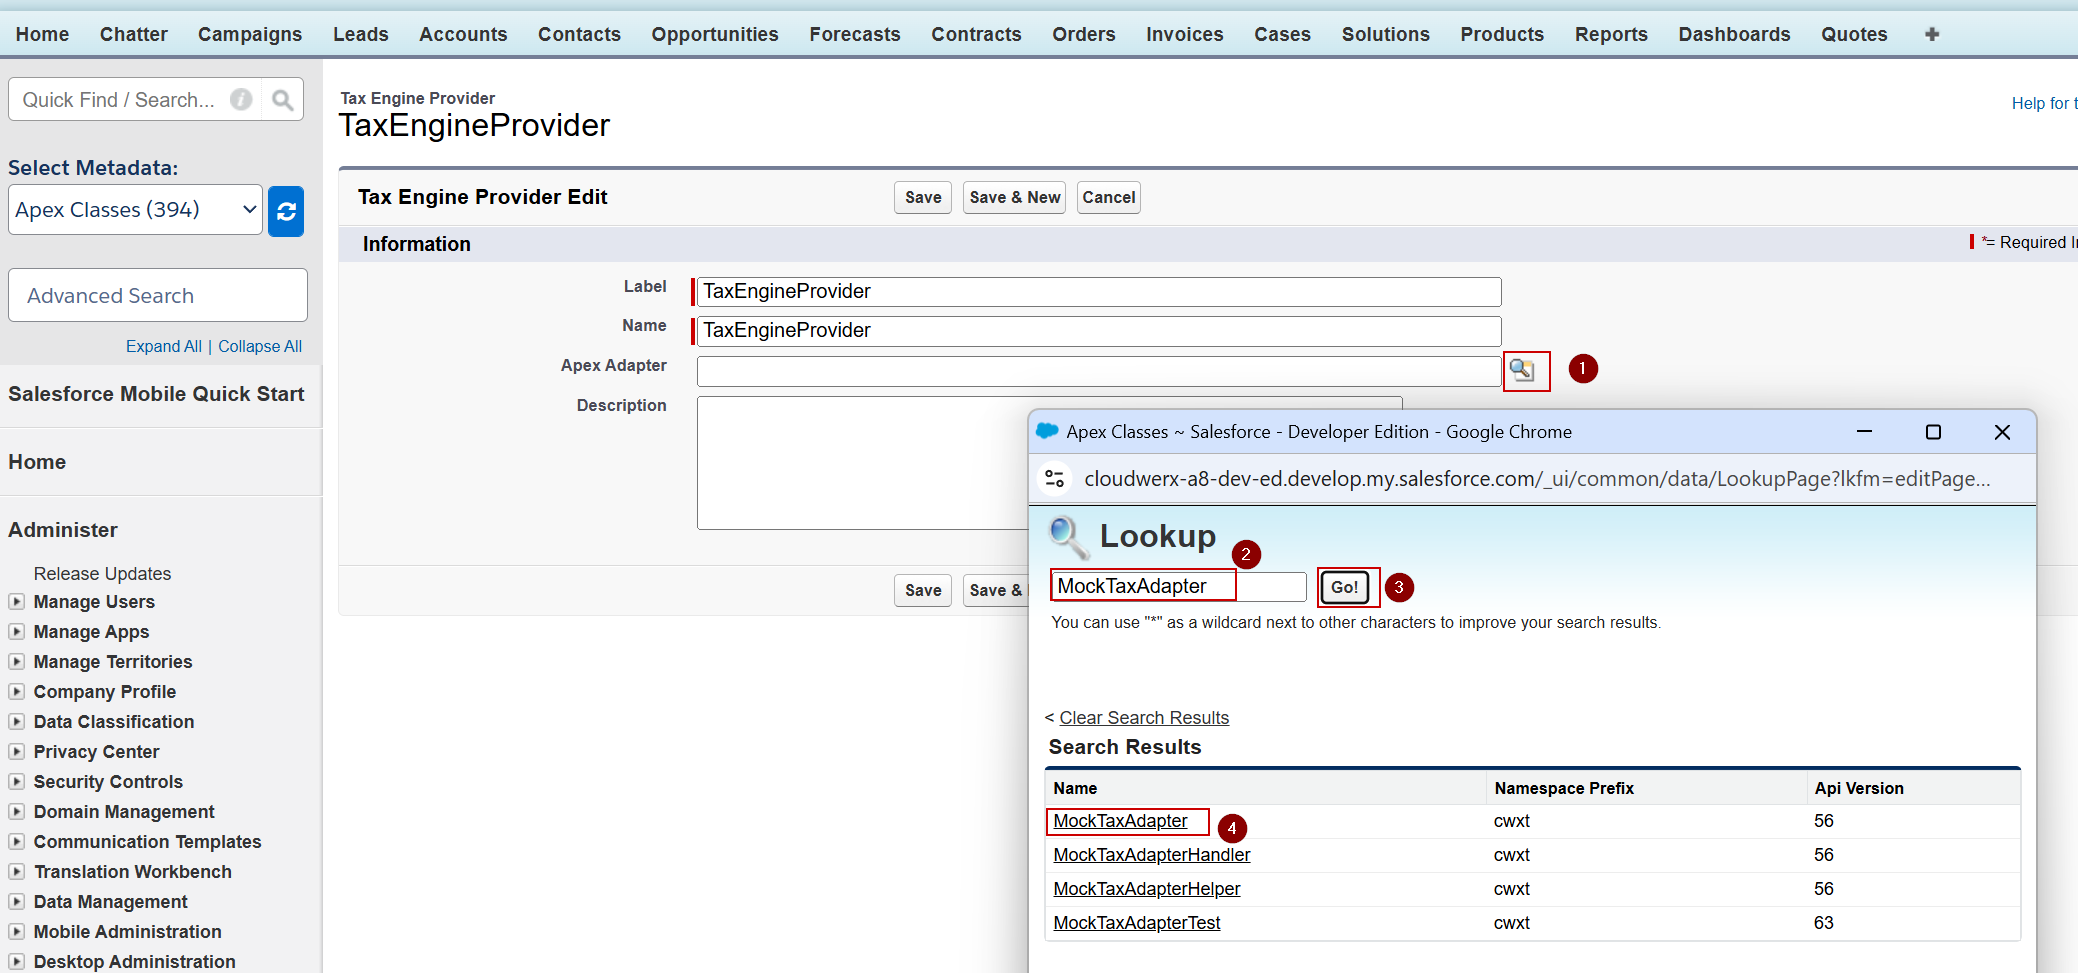 Home Chatter Campaigns Leads Accounts Contacts Opportunities Forecasts Contracts Orders Invoices Cases Solutions Products Reports Dashboards Quotes
Quick Find / Search...
Select Metadata:
Apex Classes (394)
Advanced Search
Expand All | Collapse All
Salesforce Mobile Quick Start
Home
Administer
Release Updates
Manage Users
Manage Apps
Manage Territories
Company Profile
Data Classification
Privacy Center
Security Controls
Domain Management
Communication Templates
Translation Workbench
Data Management
Mobile Administration
Desktop Administration
Tax Engine Provider
TaxEngineProvider
Help for t
Tax Engine Provider Edit
Save Save & New Cancel
Information
*= Required I
Label TaxEngineProvider
Name TaxEngineProvider
Apex Adapter
1
Description
Save Save &
Apex Classes ~ Salesforce - Developer Edition - Google Chrome
cloudwerx-a8-dev-ed.develop.my.salesforce.com/_ui/common/data/LookupPage?lkfm=editPage...
Lookup
2
MockTaxAdapter Go! 3
You can use "*" as a wildcard next to other characters to improve your search results.
< Clear Search Results
Search Results
Name Namespace Prefix Api Version
MockTaxAdapter 4 cwxt 56
MockTaxAdapterHandler cwxt 56
MockTaxAdapterHelper cwxt 56
MockTaxAdapterTest cwxt 63